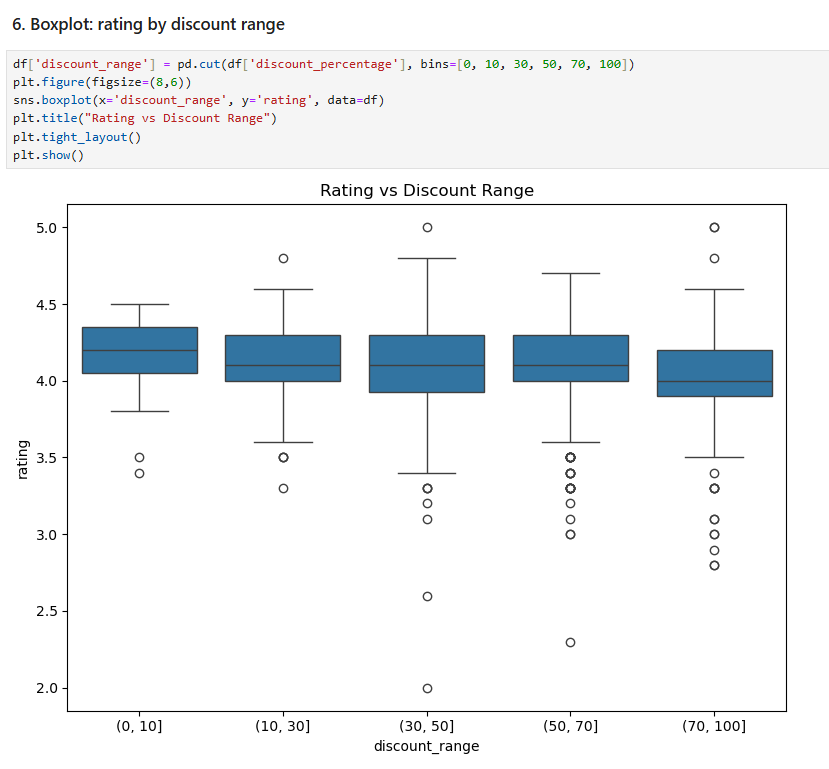 6. Boxplot: rating by discount range
df['discount_range'] = pd.cut(df['discount_percentage'], bins=[0, 10, 30, 50, 70, 100])
plt.figure(figsize=(8,6))
sns.boxplot(x='discount_range', y='rating', data=df)
plt.title("Rating vs Discount Range")
plt.tight_layout()
plt.show()
Rating vs Discount Range
5.0
4.5
4.0
3.5
3.0
2.5
2.0
rating
(0, 10] (10, 30] (30, 50] (50, 70] (70, 100]
discount_range